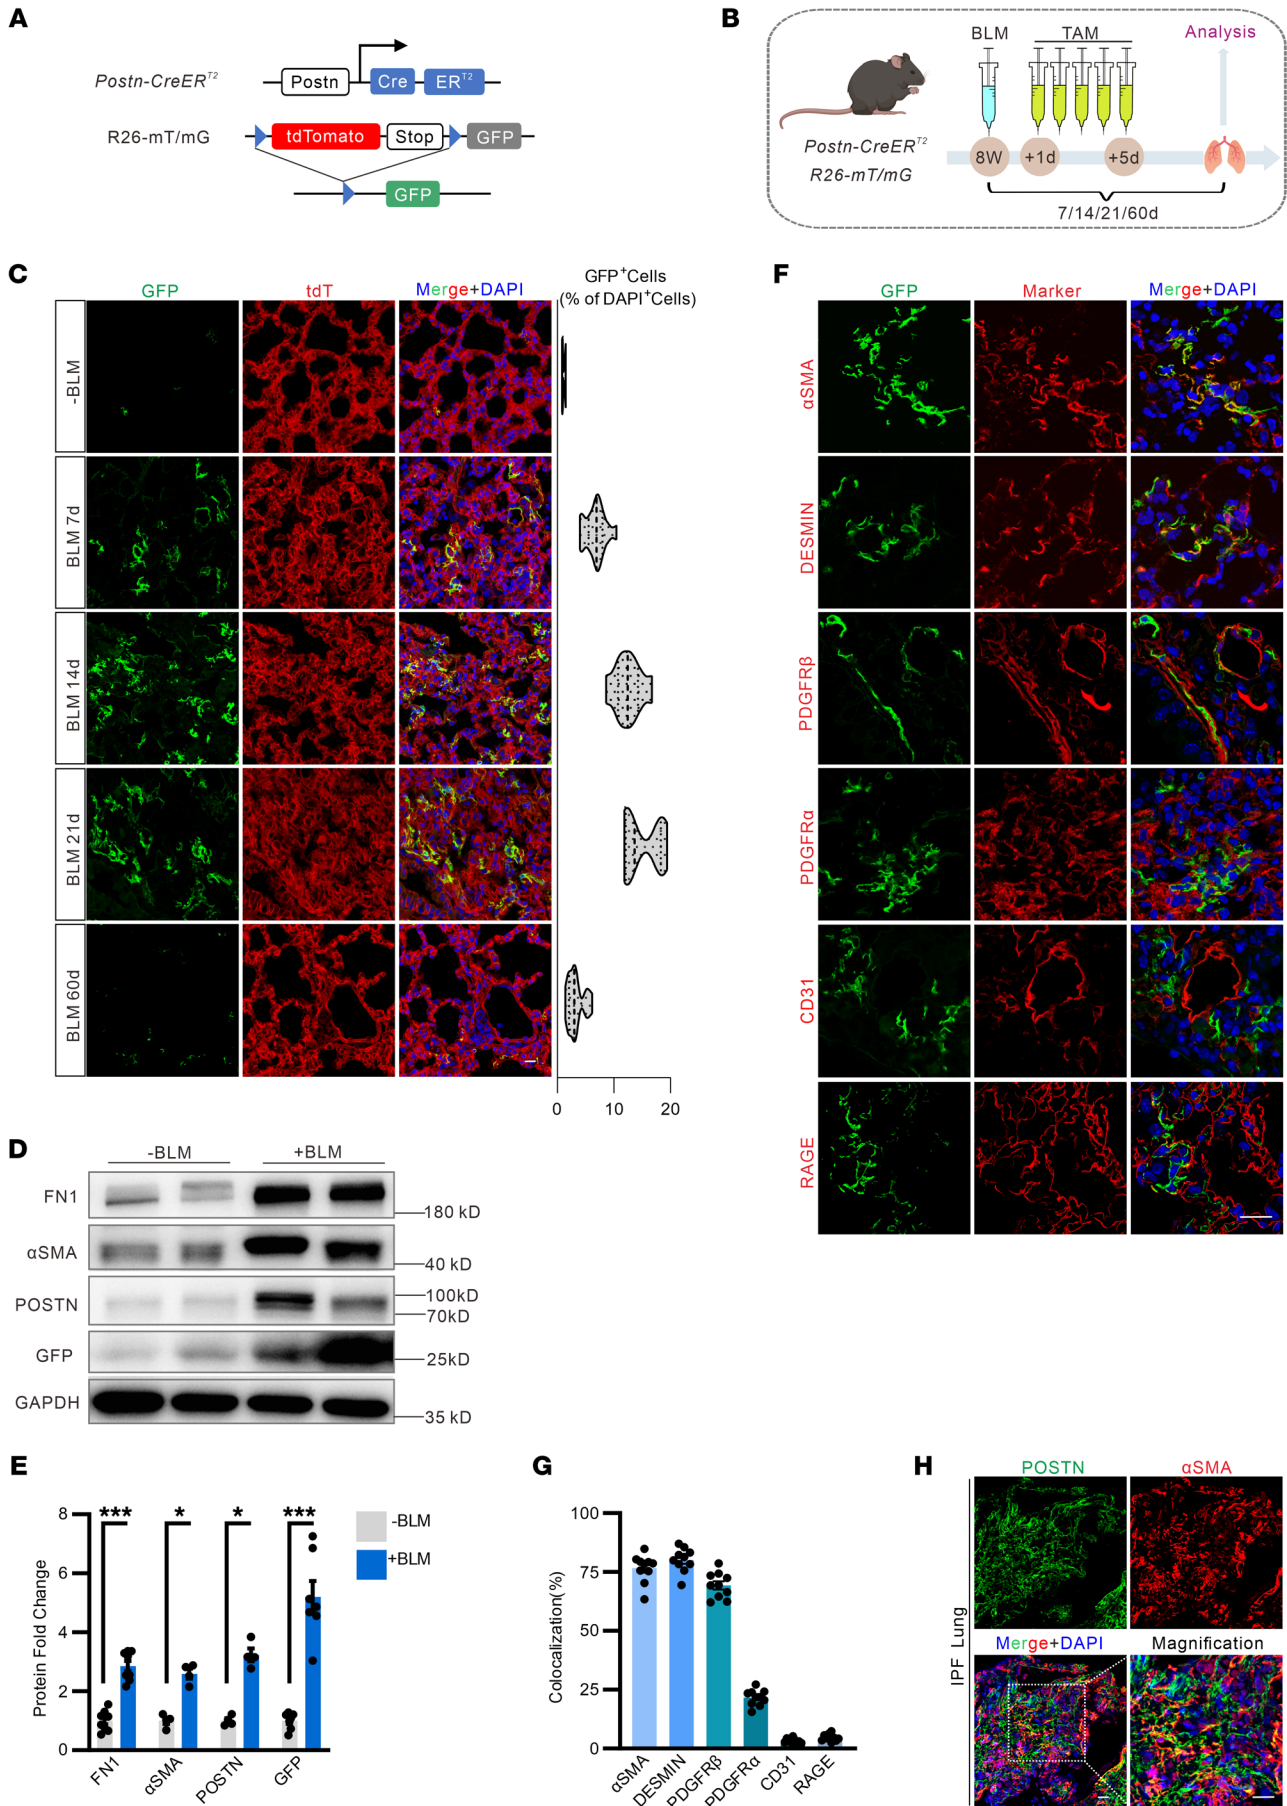 A
Postn-CreER^T2
Postn
Cre
ER^T2
R26-mT/mG
tdTomato
Stop
GFP
GFP
B
BLM
TAM
Analysis
Postn-CreER^T2
R26-mT/mG
8W
+1d
+5d
7/14/21/60d
C
GFP
tdT
Merge+DAPI
GFP+Cells
(% of DAPI+Cells)
-BLM
BLM 7d
BLM 14d
BLM 21d
BLM 60d
0
10
20
D
-BLM
+BLM
FN1
180 kD
αSMA
40 kD
POSTN
100kD
70kD
GFP
25kD
GAPDH
35 kD
E
Protein Fold Change
8
6
4
2
0
***
*
*
***
-BLM
+BLM
FN1
αSMA
POSTN
GFP
F
GFP
Marker
Merge+DAPI
αSMA
DESMIN
PDGFRβ
PDGFRα
CD31
RAGE
G
Colocalization(%)
100
75
50
25
0
αSMA
DESMIN
PDGFRβ
PDGFRα
CD31
RAGE
H
POSTN
αSMA
IPF Lung
Merge+DAPI
Magnification